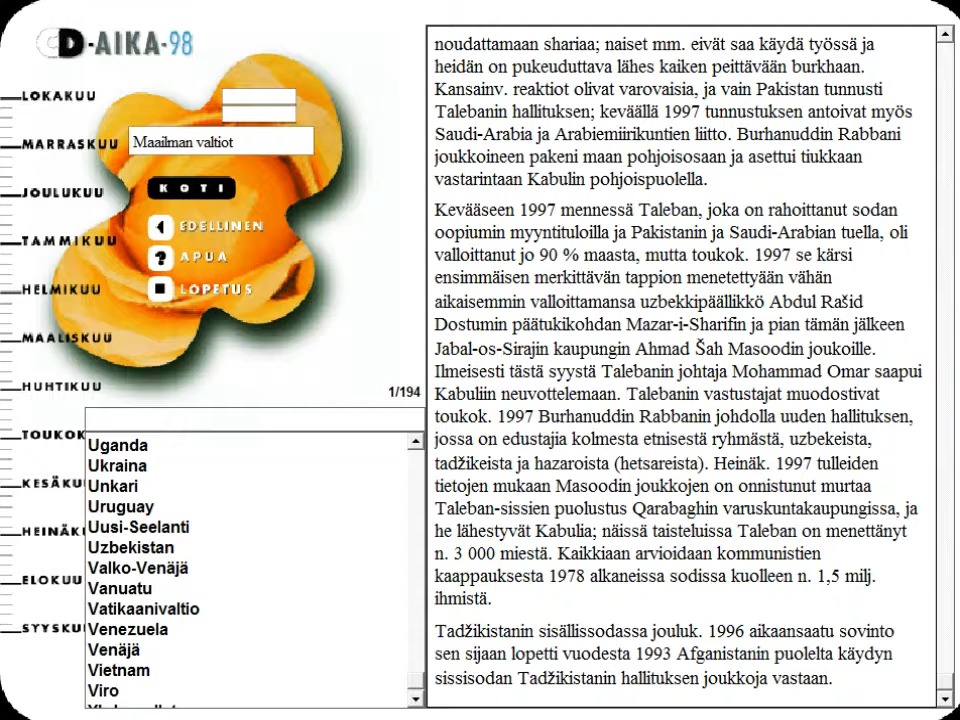 CD-AIKA-98
LOKAKUU
MARRASKUU
JOULUKUU
TAMMIKUU
HELMIKUU
MAALISKUU
HUHTIKUU
TOUKOK
KESÄKU
HEINÄK
ELOKUU
SYYSKU
Maailman valtiot
KOTI
EDELLINEN
? APUA
LOPETUS
1/194
Uganda
Ukraina
Unkari
Uruguay
Uusi-Seelanti
Uzbekistan
Valko-Venäjä
Vanuatu
Vatikaanivaltio
Venezuela
Venäjä
Vietnam
Viro
noudattamaan shariaa; naiset mm. eivät saa käydä työssä ja
heidän on pukeuduttava lähes kaiken peittävään burkhaan.
Kansainv. reaktiot olivat varovaisia, ja vain Pakistan tunnusti
Talebanin hallituksen; keväällä 1997 tunnustuksen antoivat myös
Saudi-Arabia ja Arabiemiirikuntien liitto. Burhanuddin Rabbani
joukkoineen pakeni maan pohjoisosaan ja asettui tiukkaan
vastarintaan Kabulin pohjoispuolella.
Kevääseen 1997 mennessä Taleban, joka on rahoittanut sodan
oopiumin myyntituloilla ja Pakistanin ja Saudi-Arabian tuella, oli
valloittanut jo 90 % maasta, mutta toukok. 1997 se kärsi
ensimmäisen merkittävän tappion menetettyään vähän
aikaisemmin valloittamansa uzbekkipäällikkö Abdul Rašid
Dostumin päätukikohdan Mazar-i-Sharifin ja pian tämän jälkeen
Jabal-os-Sirajin kaupungin Ahmad Šah Masoodin joukoille.
Ilmeisesti tästä syystä Talebanin johtaja Mohammad Omar saapui
Kabuliin neuvottelemaan. Talebanin vastustajat muodostivat
toukok. 1997 Burhanuddin Rabbanin johdolla uuden hallituksen,
jossa on edustajia kolmesta etnisestä ryhmästä, uzbekeista,
tadžikeista ja hazaroista (hetsareista). Heinäk. 1997 tulleiden
tietojen mukaan Masoodin joukkojen on onnistunut murtaa
Taleban-sissien puolustus Qarabaghin varuskuntakaupungissa, ja
he lähestyvät Kabulia; näissä taisteluissa Taleban on menettänyt
n. 3 000 miestä. Kaikkiaan arvioidaan kommunistien
kaappauksesta 1978 alkaneissa sodissa kuolleen n. 1,5 milj.
ihmistä.
Tadžikistanin sisällissodassa jouluk. 1996 aikaansaatu sovinto
sen sijaan lopetti vuodesta 1993 Afganistanin puolelta käydyn
sissisodan Tadžikistanin hallituksen joukkoja vastaan.